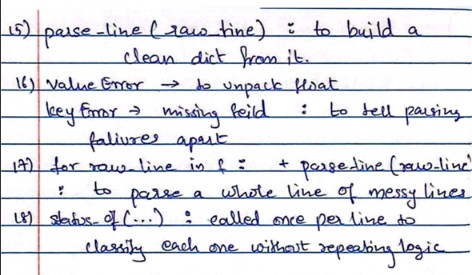 15) parse-line (raw-line) : to build a
clean dict from it.
16) Value Error → to unpack float
key Error → missing feild : to tell parsing
faliures apart
17) for raw-line in f : + parse-line (raw-line)
: to parse a whole line of messy lines
18) status-of (...) : called once per line to
classify each one without repeating logic